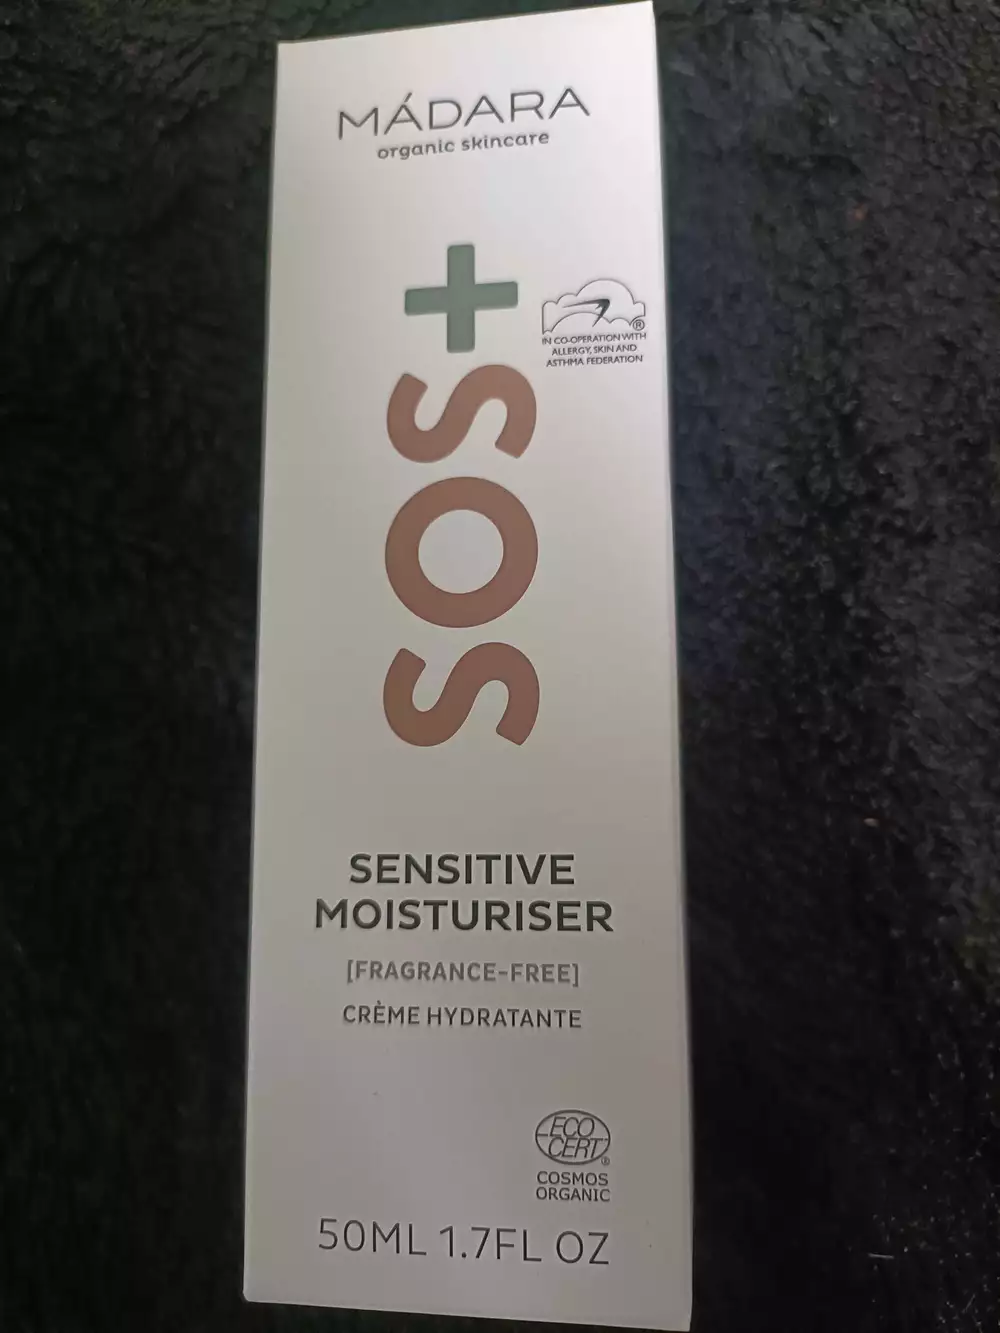 MÁDARA
organic skincare
SOS+
®
IN CO-OPERATION WITH
ALLERGY, SKIN AND
ASTHMA FEDERATION
SENSITIVE
MOISTURISER
[FRAGRANCE-FREE]
CRÈME HYDRATANTE
ECO
CERT®
COSMOS
ORGANIC
50ML 1.7FL OZ